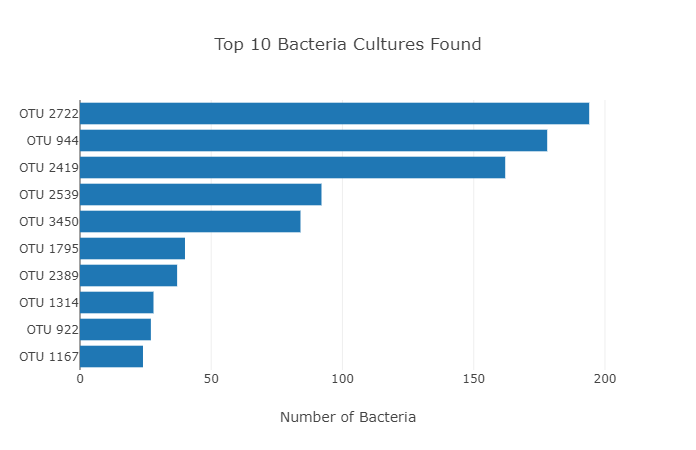 Top 10 Bacteria Cultures Found
OTU 2722
OTU 944
OTU 2419
OTU 2539
OTU 3450
OTU 1795
OTU 2389
OTU 1314
OTU 922
OTU 1167
0 50 100 150 200
Number of Bacteria